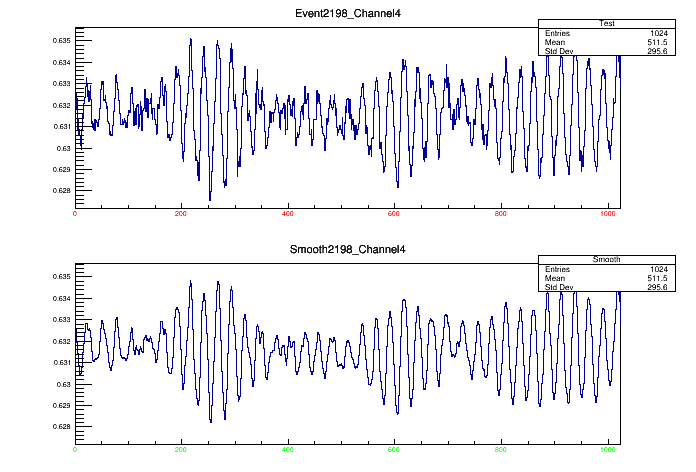 Event2198_Channel4
Test
Entries 1024
Mean 511.5
Std Dev 295.6
0.635
0.634
0.633
0.632
0.631
0.63
0.629
0.628
0 200 400 600 800 1000
Smooth2198_Channel4
Smooth
Entries 1024
Mean 511.5
Std Dev 295.6
0.635
0.634
0.633
0.632
0.631
0.63
0.629
0.628
0 200 400 600 800 1000